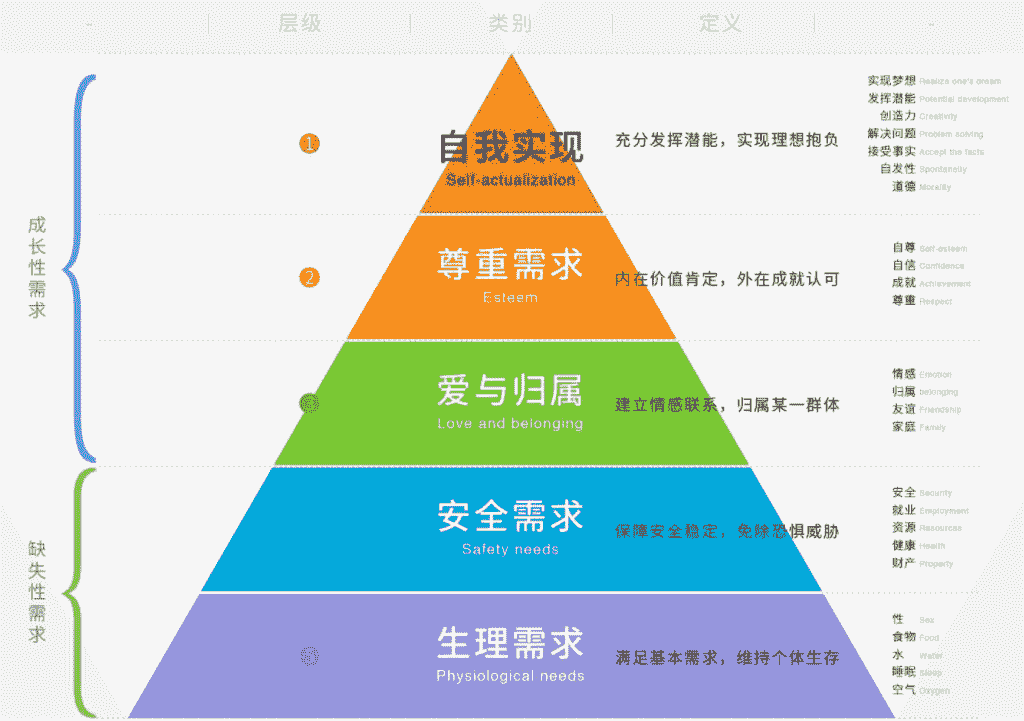 层级 类别 定义
成长性需求
1
自我实现
Self-actualization
充分发挥潜能，实现理想抱负
实现梦想 Realize one's dream
发挥潜能 Potential development
创造力 Creativity
解决问题 Problem solving
接受事实 Accept the facts
自发性 Spontaneity
道德 Morality
2
尊重需求
Esteem
内在价值肯定，外在成就认可
自尊 Self-esteem
自信 Confidence
成就 Achievement
尊重 Respect
爱与归属
Love and belonging
建立情感联系，归属某一群体
情感 Emotion
归属 belonging
友谊 Friendship
家庭 Family
缺失性需求
安全需求
Safety needs
保障安全稳定，免除恐惧威胁
安全 Security
就业 Employment
资源 Resources
健康 Health
财产 Property
生理需求
Physiological needs
满足基本需求，维持个体生存
性 Sex
食物 Food
水 Water
睡眠 Sleep
空气 Oxygen